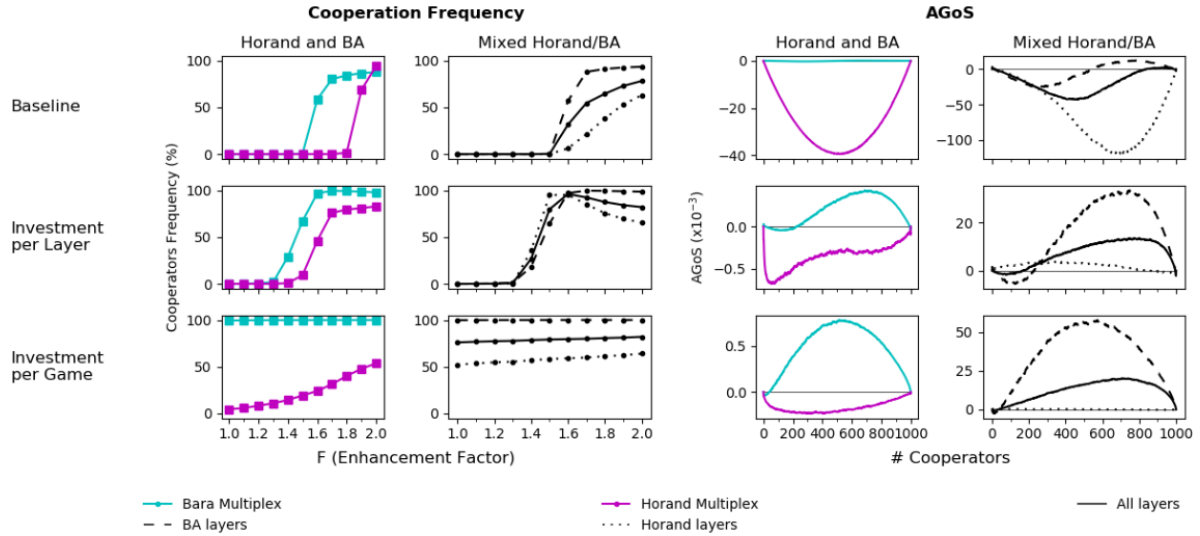 Cooperation Frequency
AGoS
Horand and BA
Mixed Horand/BA
Horand and BA
Mixed Horand/BA
Baseline
Investment
per Layer
Investment
per Game
Cooperators Frequency (%)
100
50
0
100
50
0
100
50
0
100
50
0
100
50
0
100
50
0
1.0 1.2 1.4 1.6 1.8 2.0
1.0 1.2 1.4 1.6 1.8 2.0
F (Enhancement Factor)
AGoS (x10⁻³)
0
−20
−40
0
−50
−100
0.0
−0.5
20
0
0.5
0.0
50
25
0
0 200 400 600 800 1000
0 200 400 600 800 1000
# Cooperators
Bara Multiplex
Horand Multiplex
All layers
BA layers
Horand layers